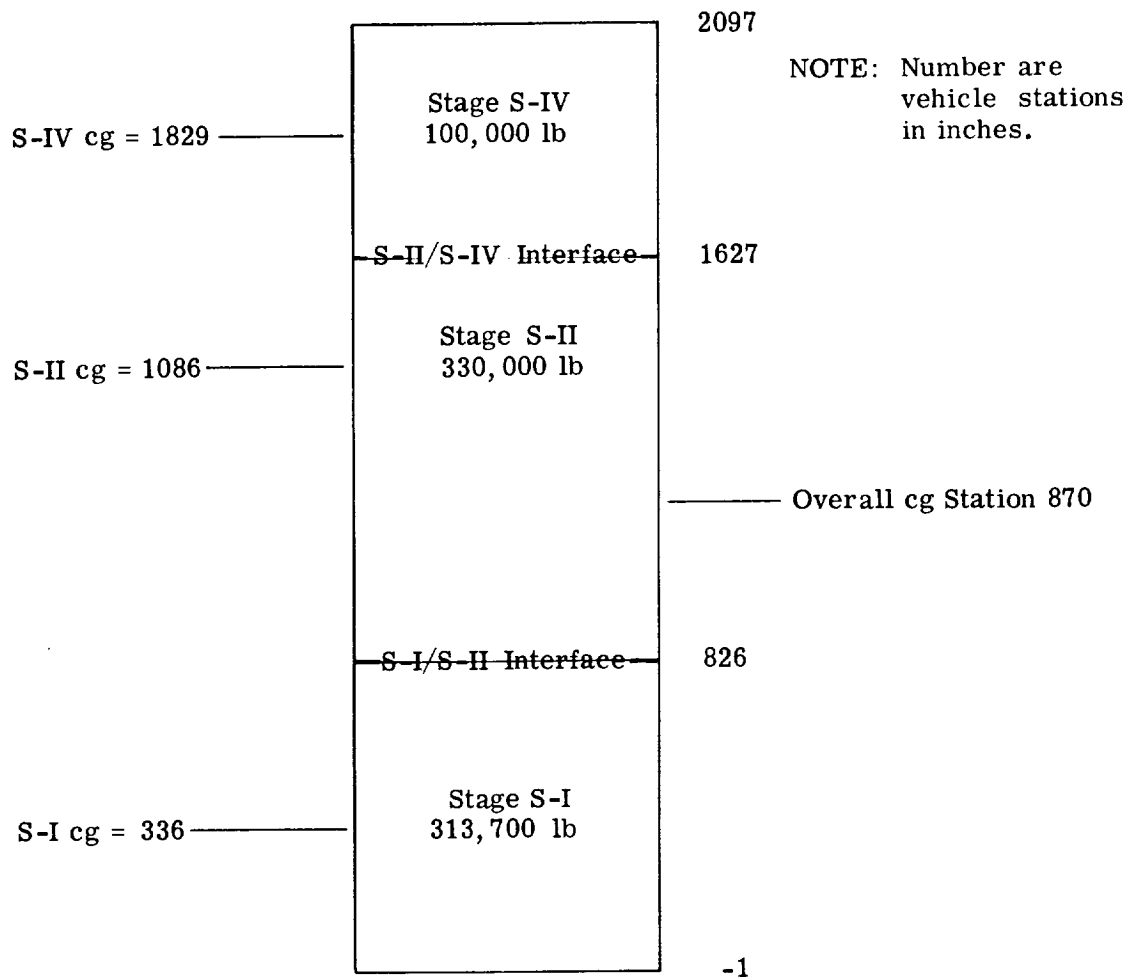 2097
NOTE: Number are
vehicle stations
in inches.
Stage S-IV
100,000 lb
S-IV cg = 1829
S-II/S-IV Interface
1627
Stage S-II
330,000 lb
S-II cg = 1086
Overall cg Station 870
S-I/S-II Interface
826
Stage S-I
313,700 lb
S-I cg = 336
-1